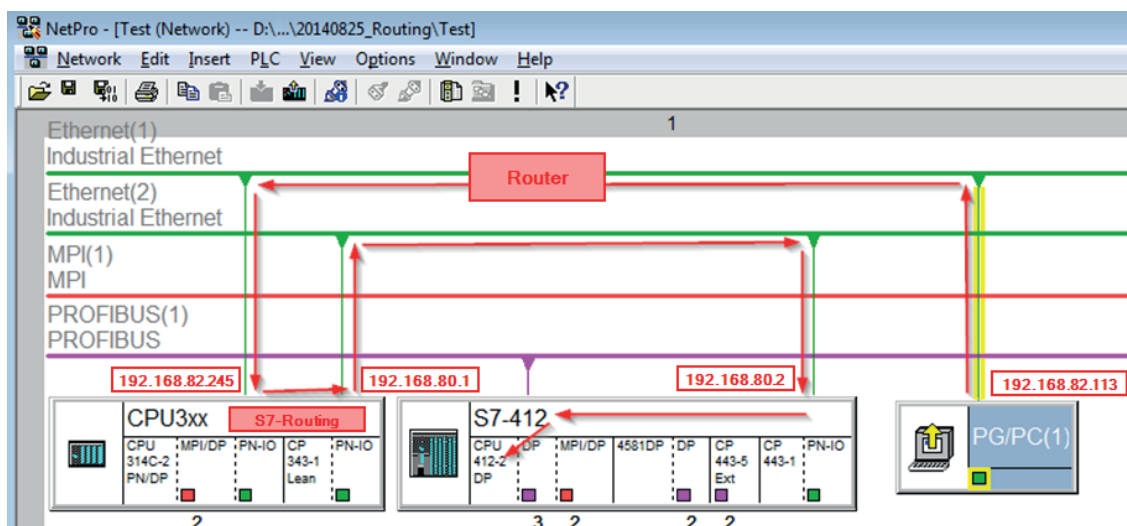 NetPro - [Test (Network) -- D:\...\20140825_Routing\Test]
Network Edit Insert PLC View Options Window Help
1
Ethernet(1)
Industrial Ethernet
Router
Ethernet(2)
Industrial Ethernet
MPI(1)
MPI
PROFIBUS(1)
PROFIBUS
192.168.82.245
192.168.80.1
192.168.80.2
192.168.82.113
CPU3xx
S7-Routing
CPU 314C-2 PN/DP
MPI/DP
PN-IO
CP 343-1 Lean
PN-IO
2
S7-412
CPU 412-2 DP
DP
MPI/DP
4581DP
DP
CP 443-5 Ext
CP 443-1
PN-IO
3 2 2 2
PG/PC(1)